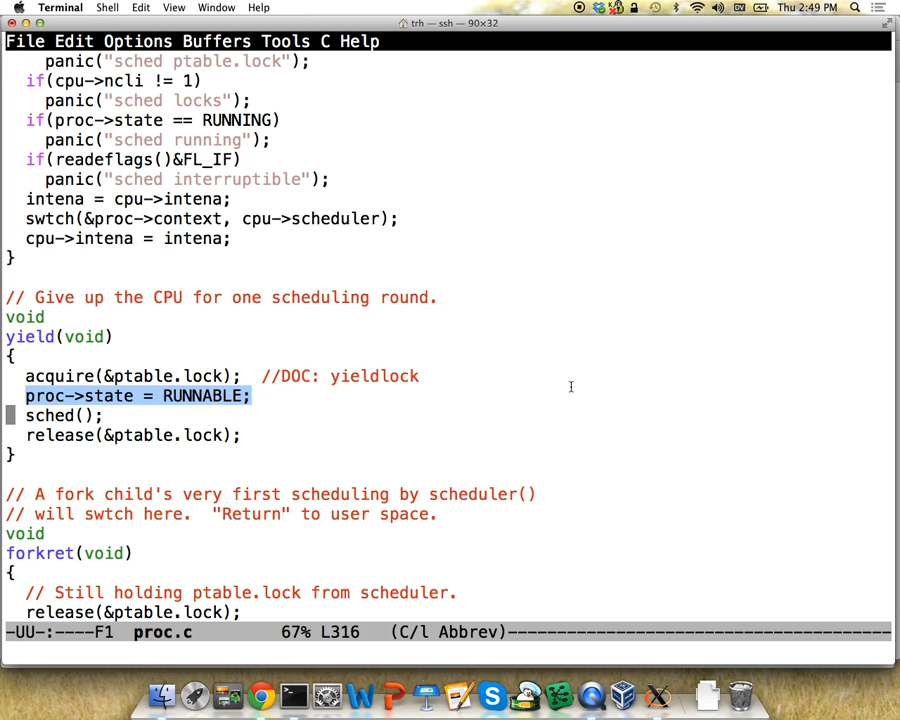 Terminal Shell Edit View Window Help Thu 2:49 PM
trh — ssh — 90×32
File Edit Options Buffers Tools C Help
    panic("sched ptable.lock");
  if(cpu->ncli != 1)
    panic("sched locks");
  if(proc->state == RUNNING)
    panic("sched running");
  if(readeflags()&FL_IF)
    panic("sched interruptible");
  intena = cpu->intena;
  swtch(&proc->context, cpu->scheduler);
  cpu->intena = intena;
}
// Give up the CPU for one scheduling round.
void
yield(void)
{
  acquire(&ptable.lock);  //DOC: yieldlock
  proc->state = RUNNABLE;
  sched();
  release(&ptable.lock);
}
// A fork child's very first scheduling by scheduler()
// will swtch here.  "Return" to user space.
void
forkret(void)
{
  // Still holding ptable.lock from scheduler.
  release(&ptable.lock);
-UU-:----F1  proc.c         67% L316   (C/l Abbrev)---------------------------------------